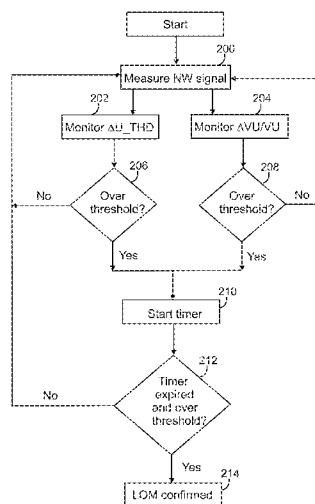 Start
200
Measure NW signal
202
204
Monitor ΔU_THD
Monitor ΔVU/VU
206
208
Over
threshold?
Over
threshold?
No
No
Yes
Yes
210
Start timer
212
No
Timer
expired
and over
threshold?
Yes
214
LOM confirmed